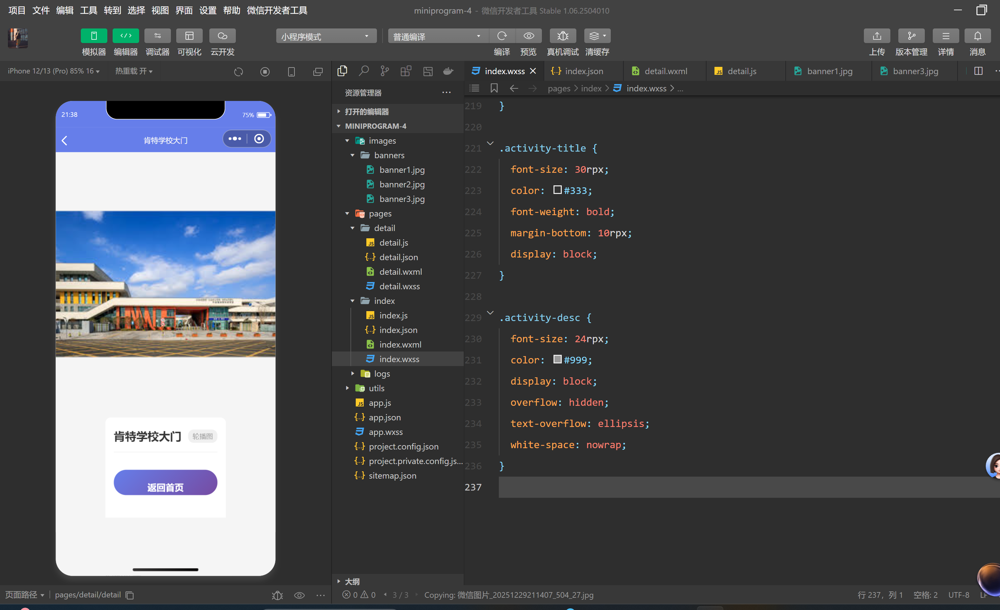 项目 文件 编辑 工具 转到 选择 视图 界面 设置 帮助 微信开发者工具
miniprogram-4 - 微信开发者工具 Stable 1.06.2504010
模拟器 编辑器 调试器 可视化 云开发
小程序模式
普通编译
编译 预览 真机调试 清缓存
上传 版本管理 详情 消息
iPhone 12/13 (Pro) 85% 16
热重载 开
21:38
75%
肯特学校大门
肯特学校大门 轮播图
返回首页
页面路径
pages/detail/detail
资源管理器
打开的编辑器
MINIPROGRAM-4
images
banners
banner1.jpg
banner2.jpg
banner3.jpg
pages
detail
detail.js
detail.json
detail.wxml
detail.wxss
index
index.js
index.json
index.wxml
index.wxss
logs
utils
app.js
app.json
app.wxss
project.config.json
project.private.config.js...
sitemap.json
大纲
index.wxss index.json detail.wxml detail.js banner1.jpg banner3.jpg
pages > index > index.wxss > ...
219 }
220
221 .activity-title {
222 font-size: 30rpx;
223 color: #333;
224 font-weight: bold;
225 margin-bottom: 10rpx;
226 display: block;
227 }
228
229 .activity-desc {
230 font-size: 24rpx;
231 color: #999;
232 display: block;
233 overflow: hidden;
234 text-overflow: ellipsis;
235 white-space: nowrap;
236 }
237
0 0 3 / 3 Copying: 微信图片_20251229211407_504_27.jpg
行 237，列 1 空格: 2 UTF-8 LF